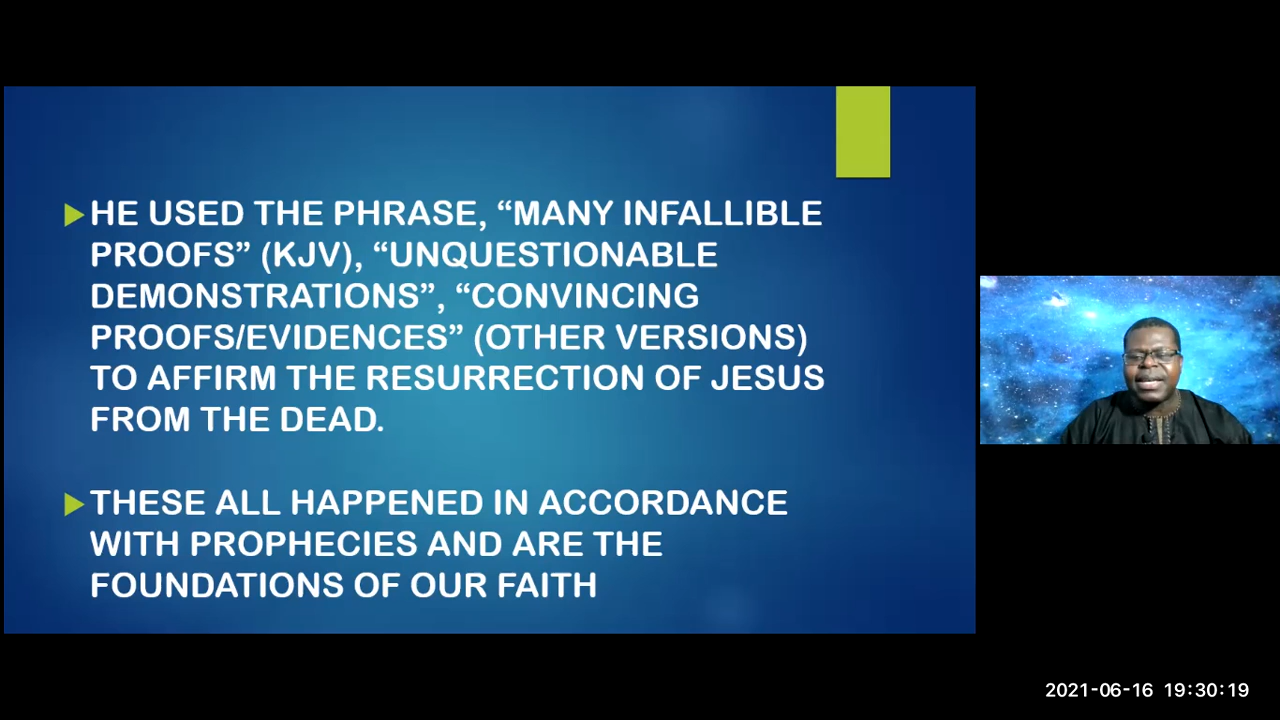 HE USED THE PHRASE, “MANY INFALLIBLE
PROOFS” (KJV), “UNQUESTIONABLE
DEMONSTRATIONS”, “CONVINCING
PROOFS/EVIDENCES” (OTHER VERSIONS)
TO AFFIRM THE RESURRECTION OF JESUS
FROM THE DEAD.
THESE ALL HAPPENED IN ACCORDANCE
WITH PROPHECIES AND ARE THE
FOUNDATIONS OF OUR FAITH
2021-06-16 19:30:19